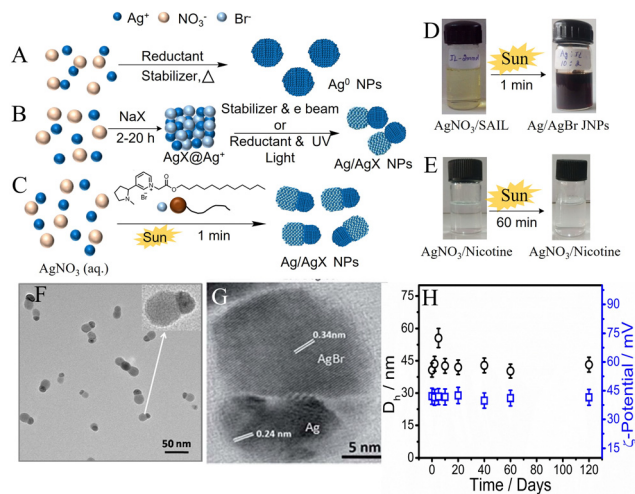 Ag⁺ NO₃⁻ Br⁻
A
Reductant
Stabilizer,△
Ag⁰ NPs
B
NaX
2-20 h
AgX@Ag⁺
Stabilizer & e beam
or
Reductant & UV
Light
Ag/AgX NPs
C
N
N
Br
O
O
Sun
1 min
AgNO₃ (aq.)
Ag/AgX NPs
D
Sun
1 min
AgNO₃/SAIL
Ag/AgBr JNPs
E
Sun
60 min
AgNO₃/Nicotine
AgNO₃/Nicotine
F
50 nm
G
0.34nm
AgBr
Ag
0.24 nm
5 nm
H
75
60
45
30
15
0
D / nm
90
75
60
45
30
15
ζ-Potential / mV
0 20 40 60 80 100 120
Time / Days